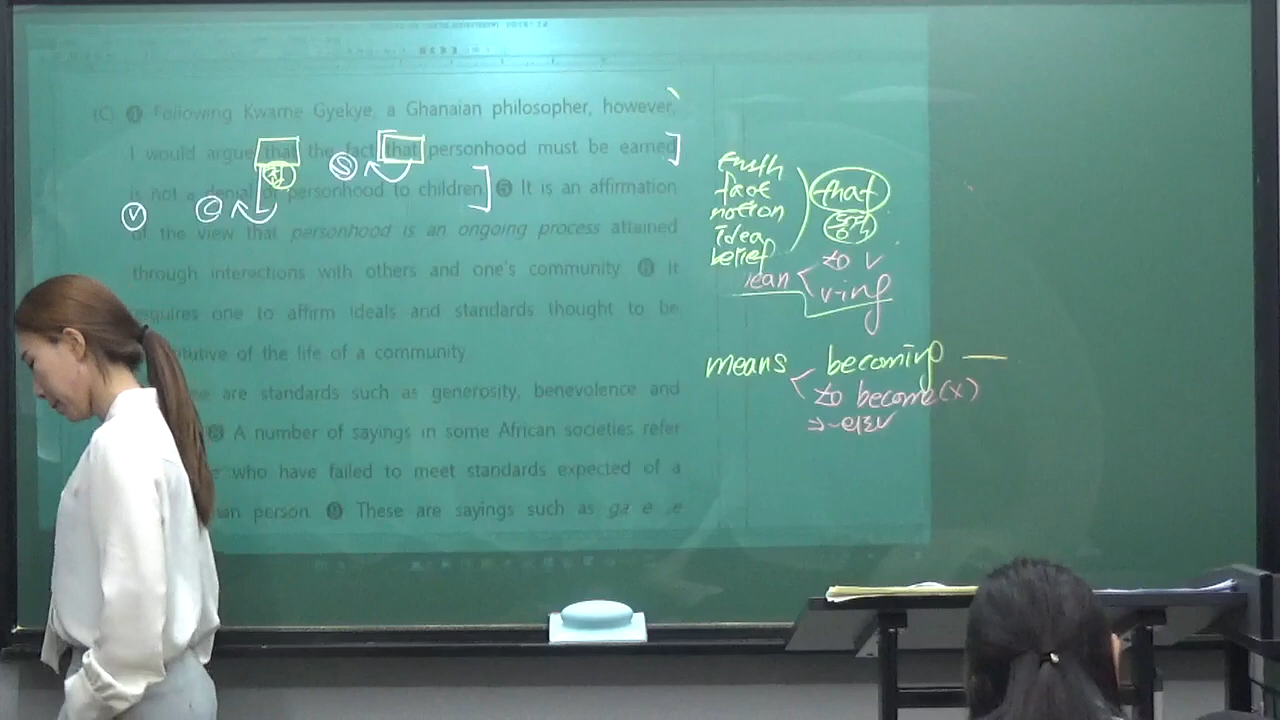 (C) ❹ Following Kwame Gyekye, a Ghanaian philosopher, however,
I would argue that the fact that personhood must be earned
is not a denial of personhood to children ❺ It is an affirmation
of the view that personhood is an ongoing process attained
through interactions with others and one's community ❻ It
requires one to affirm ideals and standards thought to be
of the life of a community
are standards such as generosity, benevolence and
❽ A number of sayings in some African societies refer
who have failed to meet standards expected of a
person. ❾ These are sayings such as
접
S
V
C
truth
fact
notion
idea
belief
that
동격
to v
v-ing
means
becoming —
to become(x)